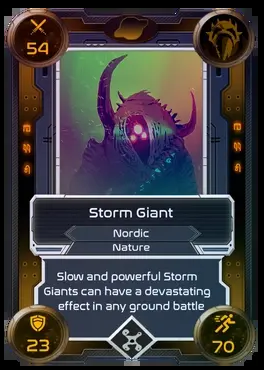 54
Storm Giant
Nordic
Nature
Slow and powerful Storm
Giants can have a devastating
effect in any ground battle
23
70